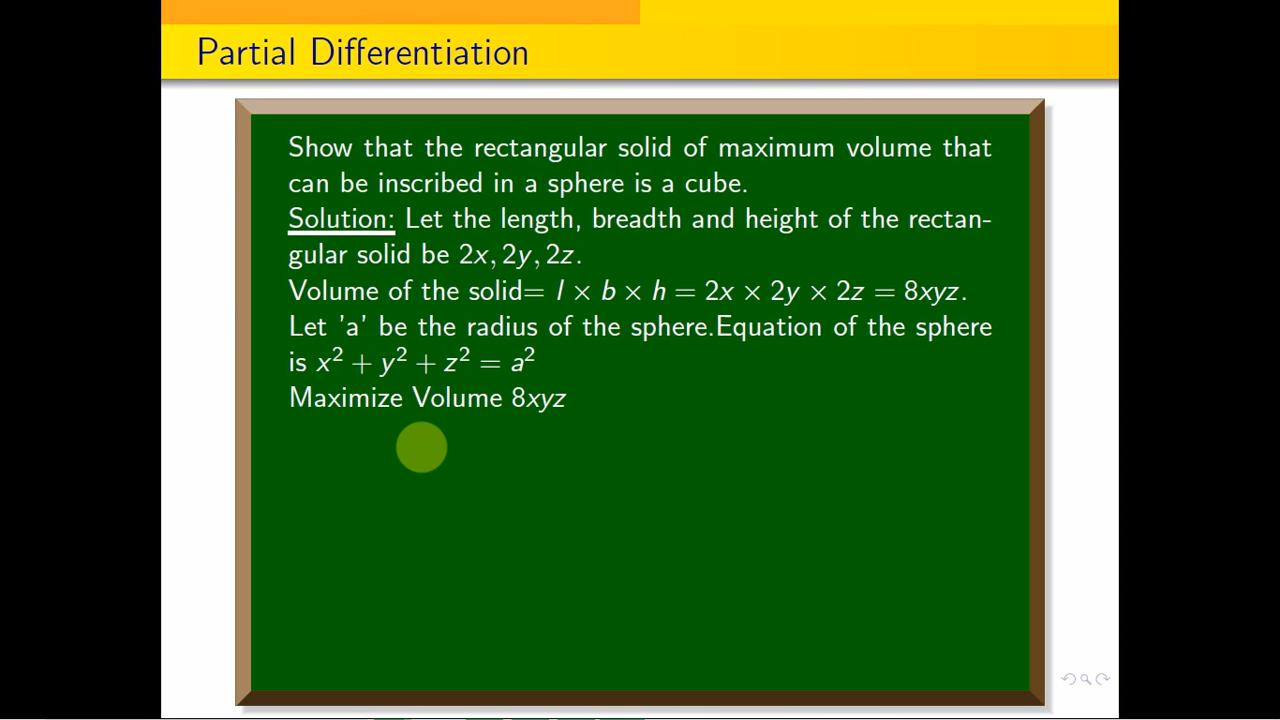 Partial Differentiation
Show that the rectangular solid of maximum volume that
can be inscribed in a sphere is a cube.
Solution: Let the length, breadth and height of the rectan-
gular solid be 2x, 2y, 2z.
Volume of the solid= l × b × h = 2x × 2y × 2z = 8xyz.
Let 'a' be the radius of the sphere.Equation of the sphere
is x² + y² + z² = a²
Maximize Volume 8xyz